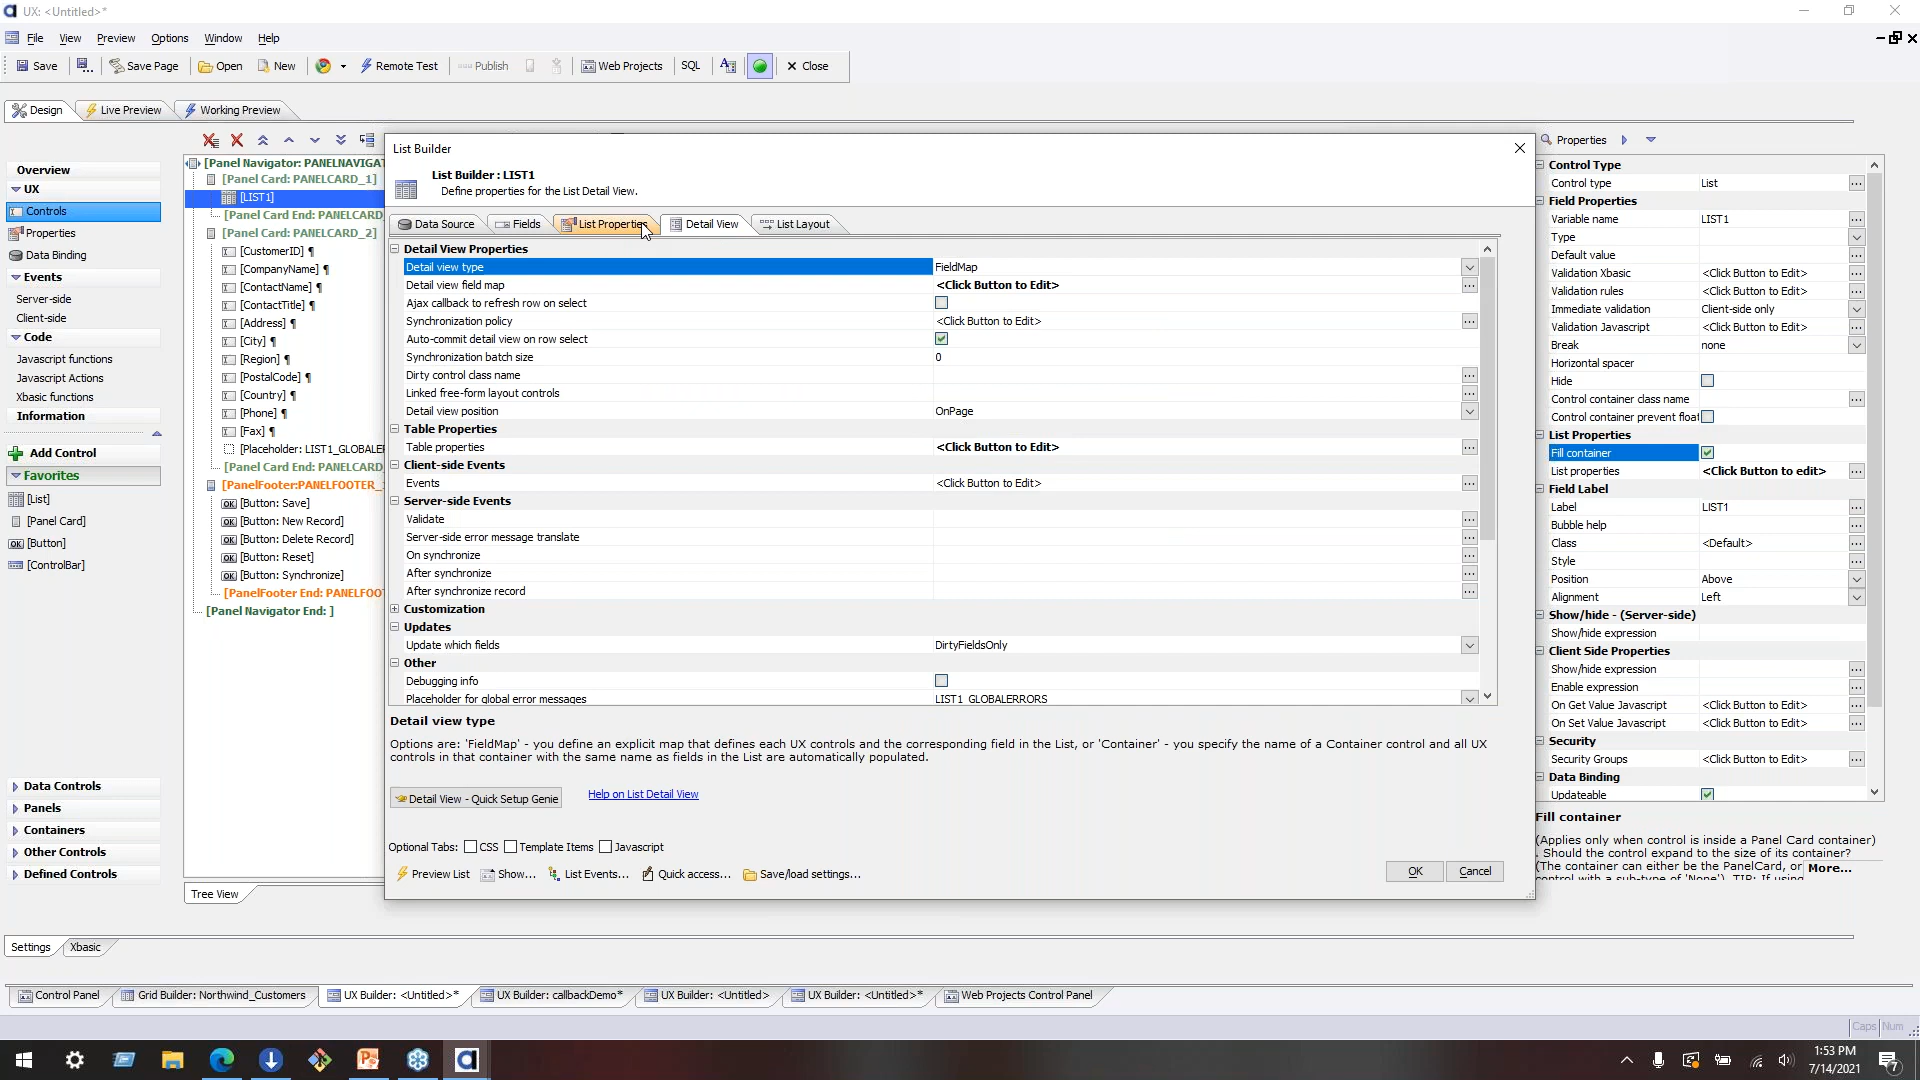 UX: <Untitled>*
File View Preview Options Window Help
Save Save Page Open New Remote Test Publish Web Projects SQL Close
Design Live Preview Working Preview
Overview
UX
Controls
Properties
Data Binding
Events
Server-side
Client-side
Code
Javascript functions
Javascript Actions
Xbasic functions
Information
Add Control
Favorites
[List]
[Panel Card]
[Button]
[ControlBar]
Data Controls
Panels
Containers
Other Controls
Defined Controls
[Panel Navigator: PANELNAVIGAT
[Panel Card: PANELCARD_1]
[LIST1]
[Panel Card End: PANELCARD_
[Panel Card: PANELCARD_2]
[CustomerID] ¶
[CompanyName] ¶
[ContactName] ¶
[ContactTitle] ¶
[Address] ¶
[City] ¶
[Region] ¶
[PostalCode] ¶
[Country] ¶
[Phone] ¶
[Fax] ¶
[Placeholder: LIST1_GLOBALER
[Panel Card End: PANELCARD_
[PanelFooter:PANELFOOTER_
OK [Button: Save]
OK [Button: New Record]
OK [Button: Delete Record]
OK [Button: Reset]
OK [Button: Synchronize]
[PanelFooter End: PANELFOO
[Panel Navigator End: ]
Tree View
List Builder
List Builder : LIST1
Define properties for the List Detail View.
Data Source Fields List Properties Detail View List Layout
Detail View Properties
Detail view type FieldMap
Detail view field map <Click Button to Edit>
Ajax callback to refresh row on select
Synchronization policy <Click Button to Edit>
Auto-commit detail view on row select
Synchronization batch size 0
Dirty control class name
Linked free-form layout controls
Detail view position OnPage
Table Properties
Table properties <Click Button to Edit>
Client-side Events
Events <Click Button to Edit>
Server-side Events
Validate
Server-side error message translate
On synchronize
After synchronize
After synchronize record
Customization
Updates
Update which fields DirtyFieldsOnly
Other
Debugging info
Placeholder for global error messages LIST1_GLOBALERRORS
Detail view type
Options are: 'FieldMap' - you define an explicit map that defines each UX controls and the corresponding field in the List, or 'Container' - you specify the name of a Container control and all UX
controls in that container with the same name as fields in the List are automatically populated.
Detail View - Quick Setup Genie Help on List Detail View
Optional Tabs: CSS Template Items Javascript
Preview List Show... List Events... Quick access... Save/load settings... OK Cancel
Properties
Control Type
Control type List
Field Properties
Variable name LIST1
Type
Default value
Validation Xbasic <Click Button to Edit>
Validation rules <Click Button to Edit>
Immediate validation Client-side only
Validation Javascript <Click Button to Edit>
Break none
Horizontal spacer
Hide
Control container class name
Control container prevent float
List Properties
Fill container
List properties <Click Button to edit>
Field Label
Label LIST1
Bubble help
Class <Default>
Style
Position Above
Alignment Left
Show/hide - (Server-side)
Show/hide expression
Client Side Properties
Show/hide expression
Enable expression
On Get Value Javascript <Click Button to Edit>
On Set Value Javascript <Click Button to Edit>
Security
Security Groups <Click Button to Edit>
Data Binding
Updateable
Fill container
(Applies only when control is inside a Panel Card container)
. Should the control expand to the size of its container?
(The container can either be the PanelCard, or More...
control with a sub-type of 'None'). TIP: If using
Settings Xbasic
Control Panel Grid Builder: Northwind_Customers UX Builder: <Untitled>* UX Builder: callbackDemo* UX Builder: <Untitled> UX Builder: <Untitled>* Web Projects Control Panel
Caps Num
1:53 PM
7/14/2021
7